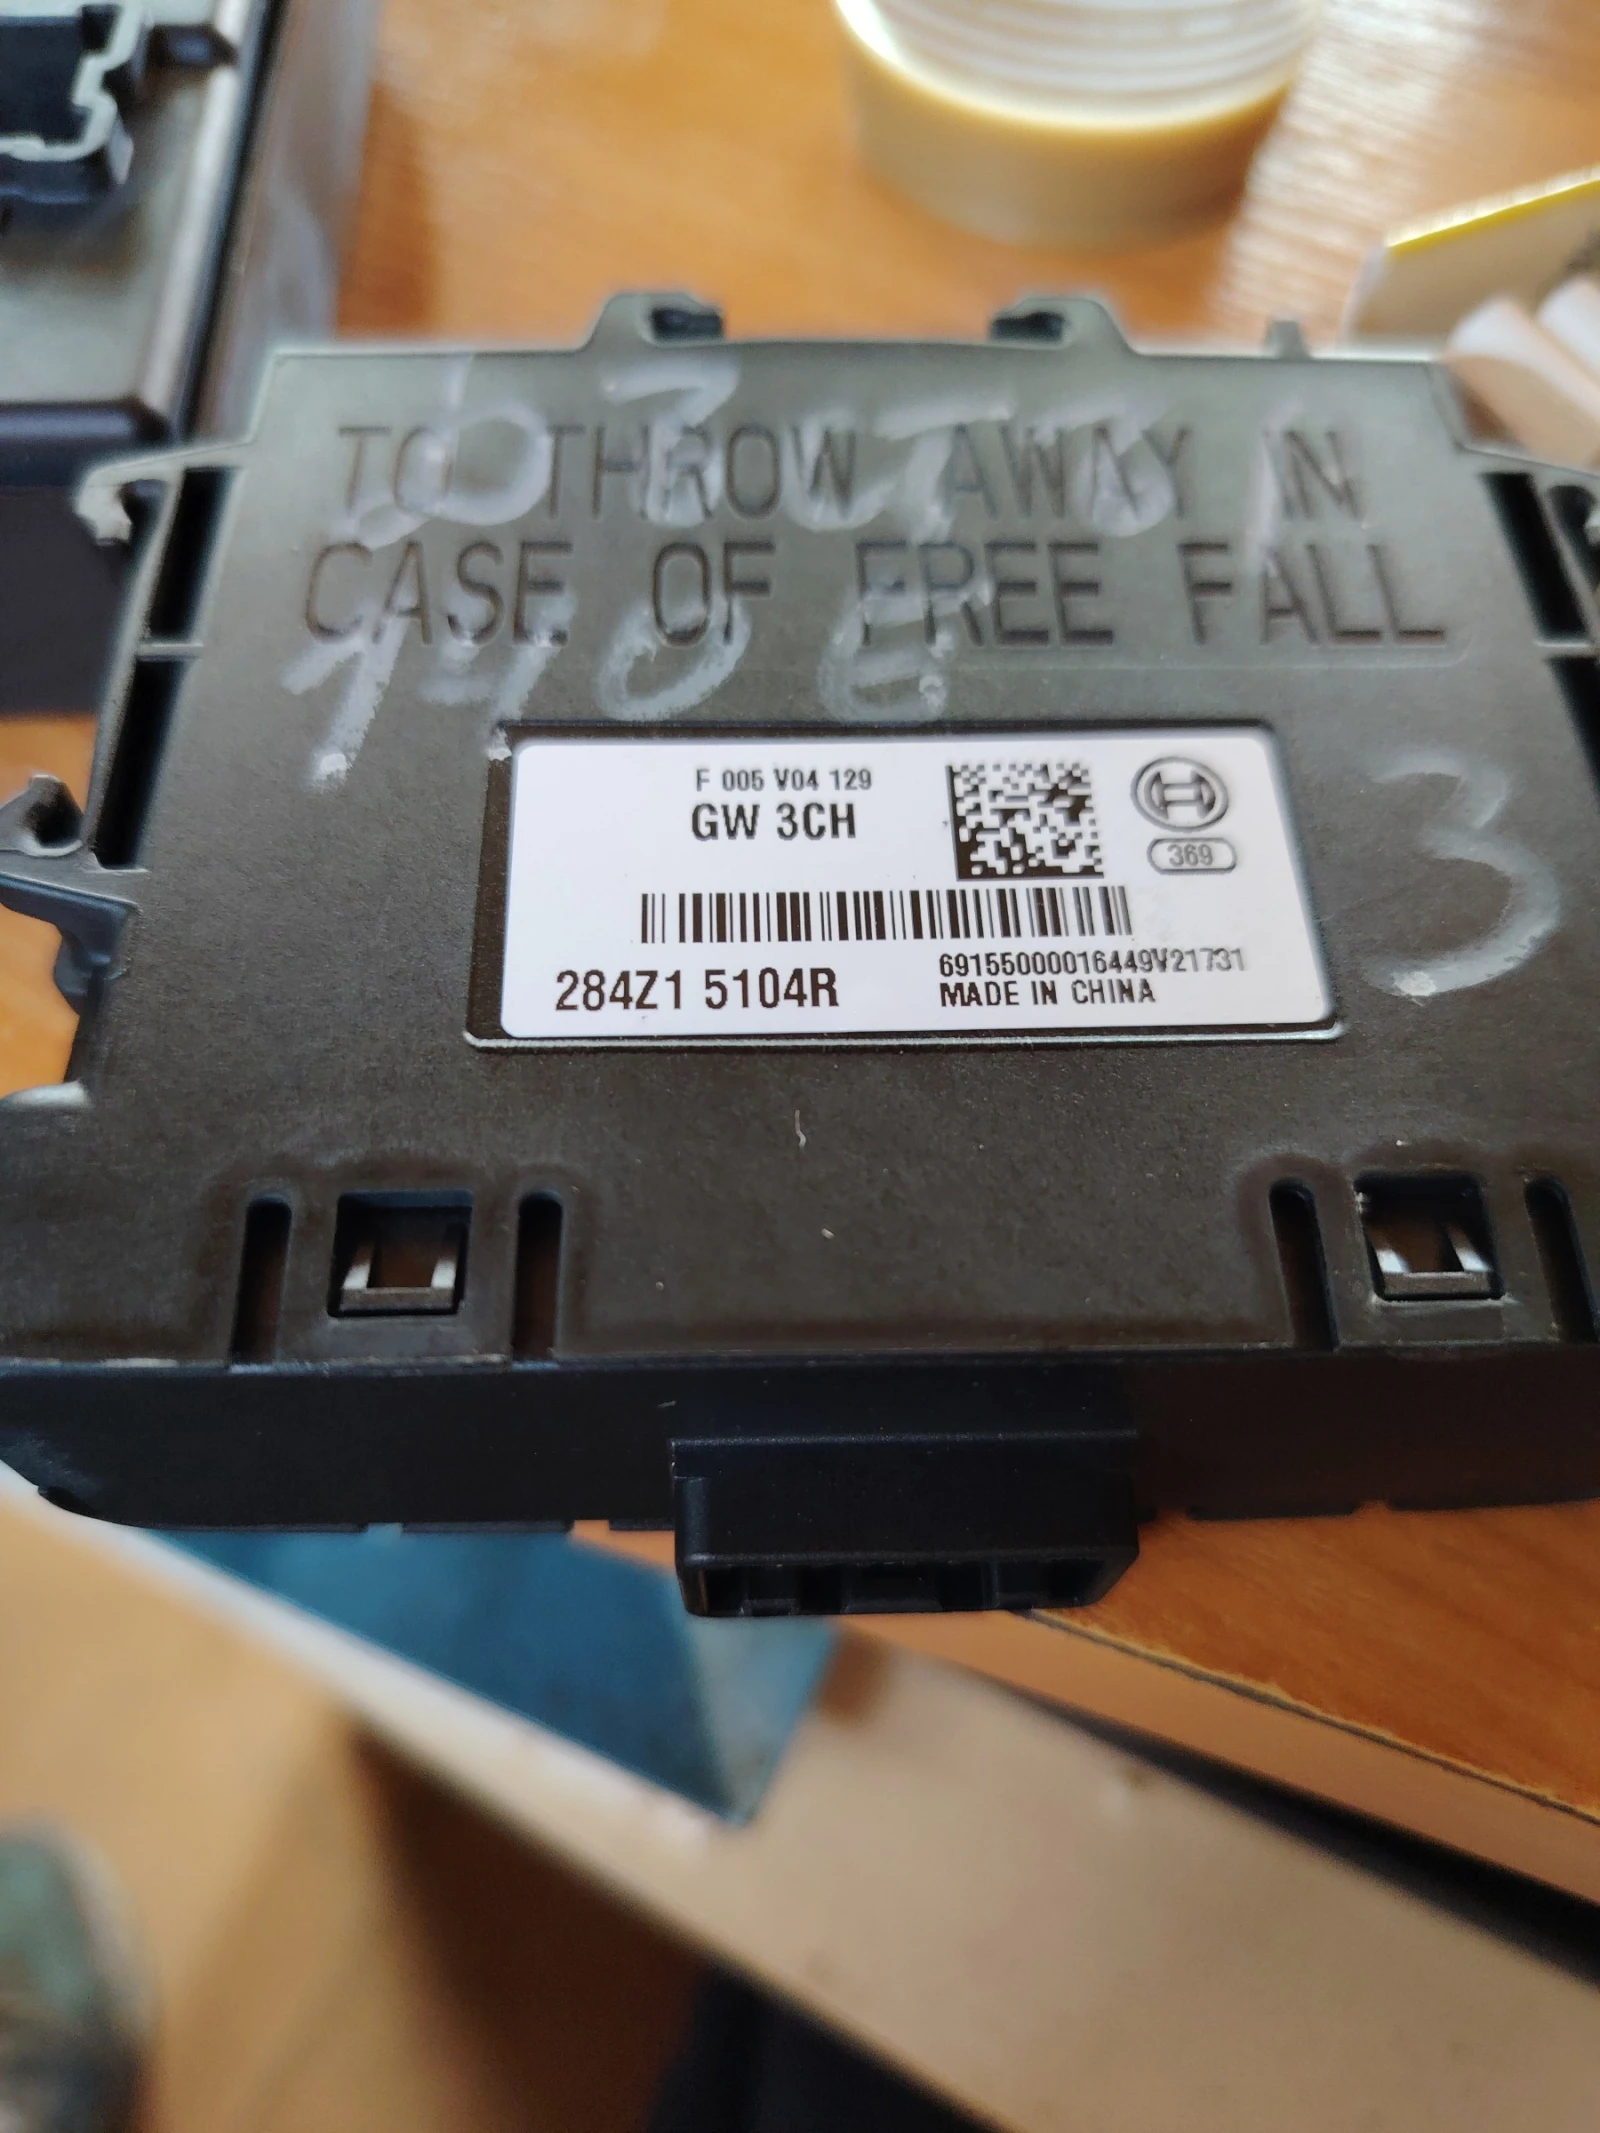 TO THROW AWAY IN
CASE OF FREE FALL
F 005 V04 129
GW 3CH
369
284Z1 5104R
69155000016449V21731
MADE IN CHINA
3